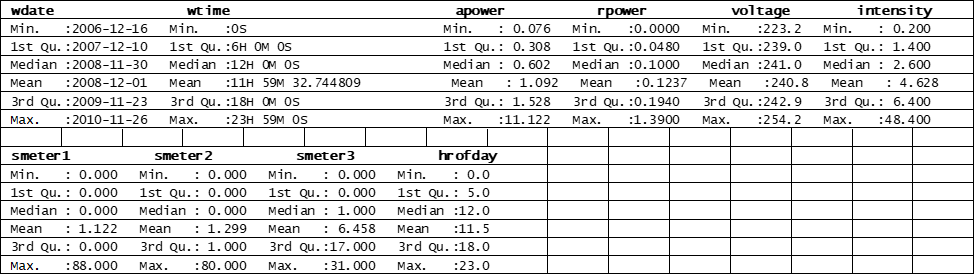 wdate wtime apower rpower voltage intensity
Min. :2006-12-16 Min. :0S Min. : 0.076 Min. :0.0000 Min. :223.2 Min. : 0.200
1st Qu.:2007-12-10 1st Qu.:6H 0M 0S 1st Qu.: 0.308 1st Qu.:0.0480 1st Qu.:239.0 1st Qu.: 1.400
Median :2008-11-30 Median :12H 0M 0S Median : 0.602 Median :0.1000 Median :241.0 Median : 2.600
Mean :2008-12-01 Mean :11H 59M 32.744809 Mean : 1.092 Mean :0.1237 Mean :240.8 Mean : 4.628
3rd Qu.:2009-11-23 3rd Qu.:18H 0M 0S 3rd Qu.: 1.528 3rd Qu.:0.1940 3rd Qu.:242.9 3rd Qu.: 6.400
Max. :2010-11-26 Max. :23H 59M 0S Max. :11.122 Max. :1.3900 Max. :254.2 Max. :48.400
smeter1 smeter2 smeter3 hrofday
Min. : 0.000 Min. : 0.000 Min. : 0.000 Min. : 0.0
1st Qu.: 0.000 1st Qu.: 0.000 1st Qu.: 0.000 1st Qu.: 5.0
Median : 0.000 Median : 0.000 Median : 1.000 Median :12.0
Mean : 1.122 Mean : 1.299 Mean : 6.458 Mean :11.5
3rd Qu.: 0.000 3rd Qu.: 1.000 3rd Qu.:17.000 3rd Qu.:18.0
Max. :88.000 Max. :80.000 Max. :31.000 Max. :23.0